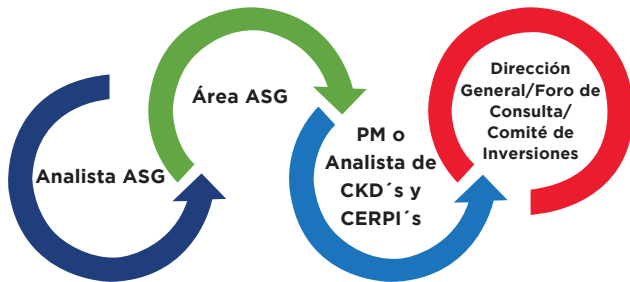 Analista ASG
Área ASG
PM o
Analista de
CKD´s y
CERPI´s
Dirección
General/Foro de
Consulta/
Comité de
Inversiones